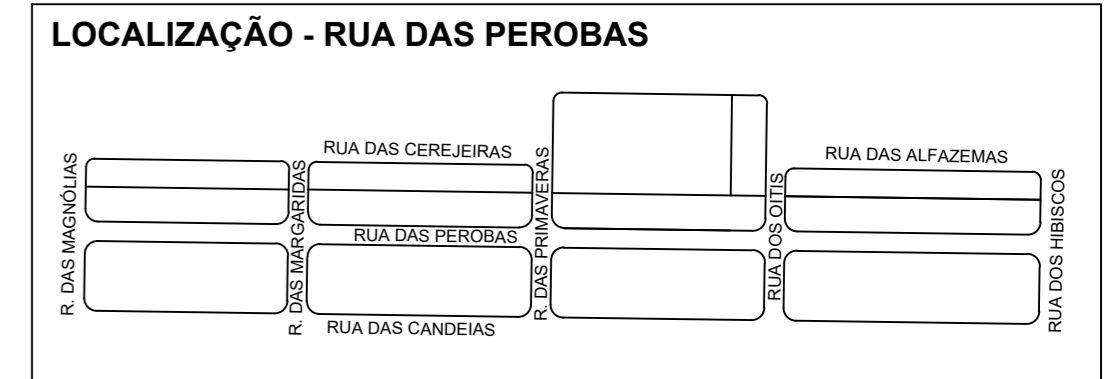 LOCALIZAÇÃO - RUA DAS PEROBAS
RUA DAS CEREJEIRAS
RUA DAS ALFAZEMAS
R. DAS MAGNÓLIAS
R. DAS MARGARIDAS
R. DAS PRIMAVERAS
RUA DOS OITIS
RUA DOS HIBISCOS
RUA DAS PEROBAS
RUA DAS CANDEIAS